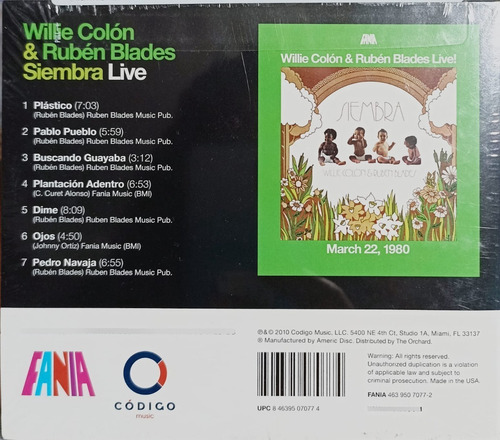 Willie Colón
& Rubén Blades
Siembra Live
1 Plástico (7:03)
(Rubén Blades) Ruben Blades Music Pub.
2 Pablo Pueblo (5:59)
(Rubén Blades) Ruben Blades Music Pub.
3 Buscando Guayaba (3:12)
(Rubén Blades) Ruben Blades Music Pub.
4 Plantación Adentro (6:53)
(C. Curet Alonso) Fania Music (BMI)
5 Dime (8:09)
(Rubén Blades) Ruben Blades Music Pub.
6 Ojos (4:50)
(Johnny Ortiz) Fania Music (BMI)
7 Pedro Navaja (6:55)
(Rubén Blades) Ruben Blades Music Pub.
FANIA
Willie Colón & Rubén Blades Live!
SIEMBRA
WILLIE COLON & RUBEN BLADES
March 22, 1980
℗ & © 2010 Codigo Music, LLC. 5400 NE 4th Ct, Studio 1A, Miami, FL 33137
® Manufactured by Americ Disc. Distributed by The Orchard.
FANIA
CÓDIGO
music
UPC 8 46395 07077 4
Warning: All rights reserved.
Unauthorized duplication is a violation
of applicable law and subject to
criminal prosecution. Made in the USA.
FANIA 463 950 7077-2